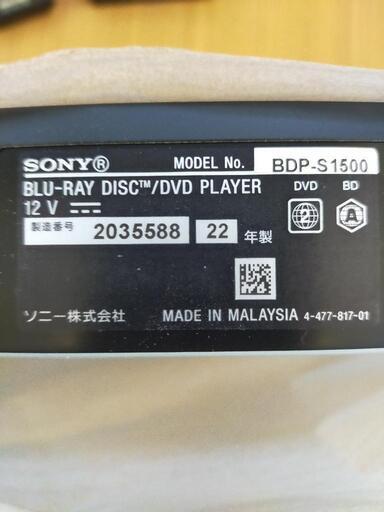 SONY® MODEL No. BDP-S1500
BLU-RAY DISC™/DVD PLAYER DVD BD
12 V
製造番号 2035588 22 年製
2 A
ソニー株式会社 MADE IN MALAYSIA 4-477-817-01